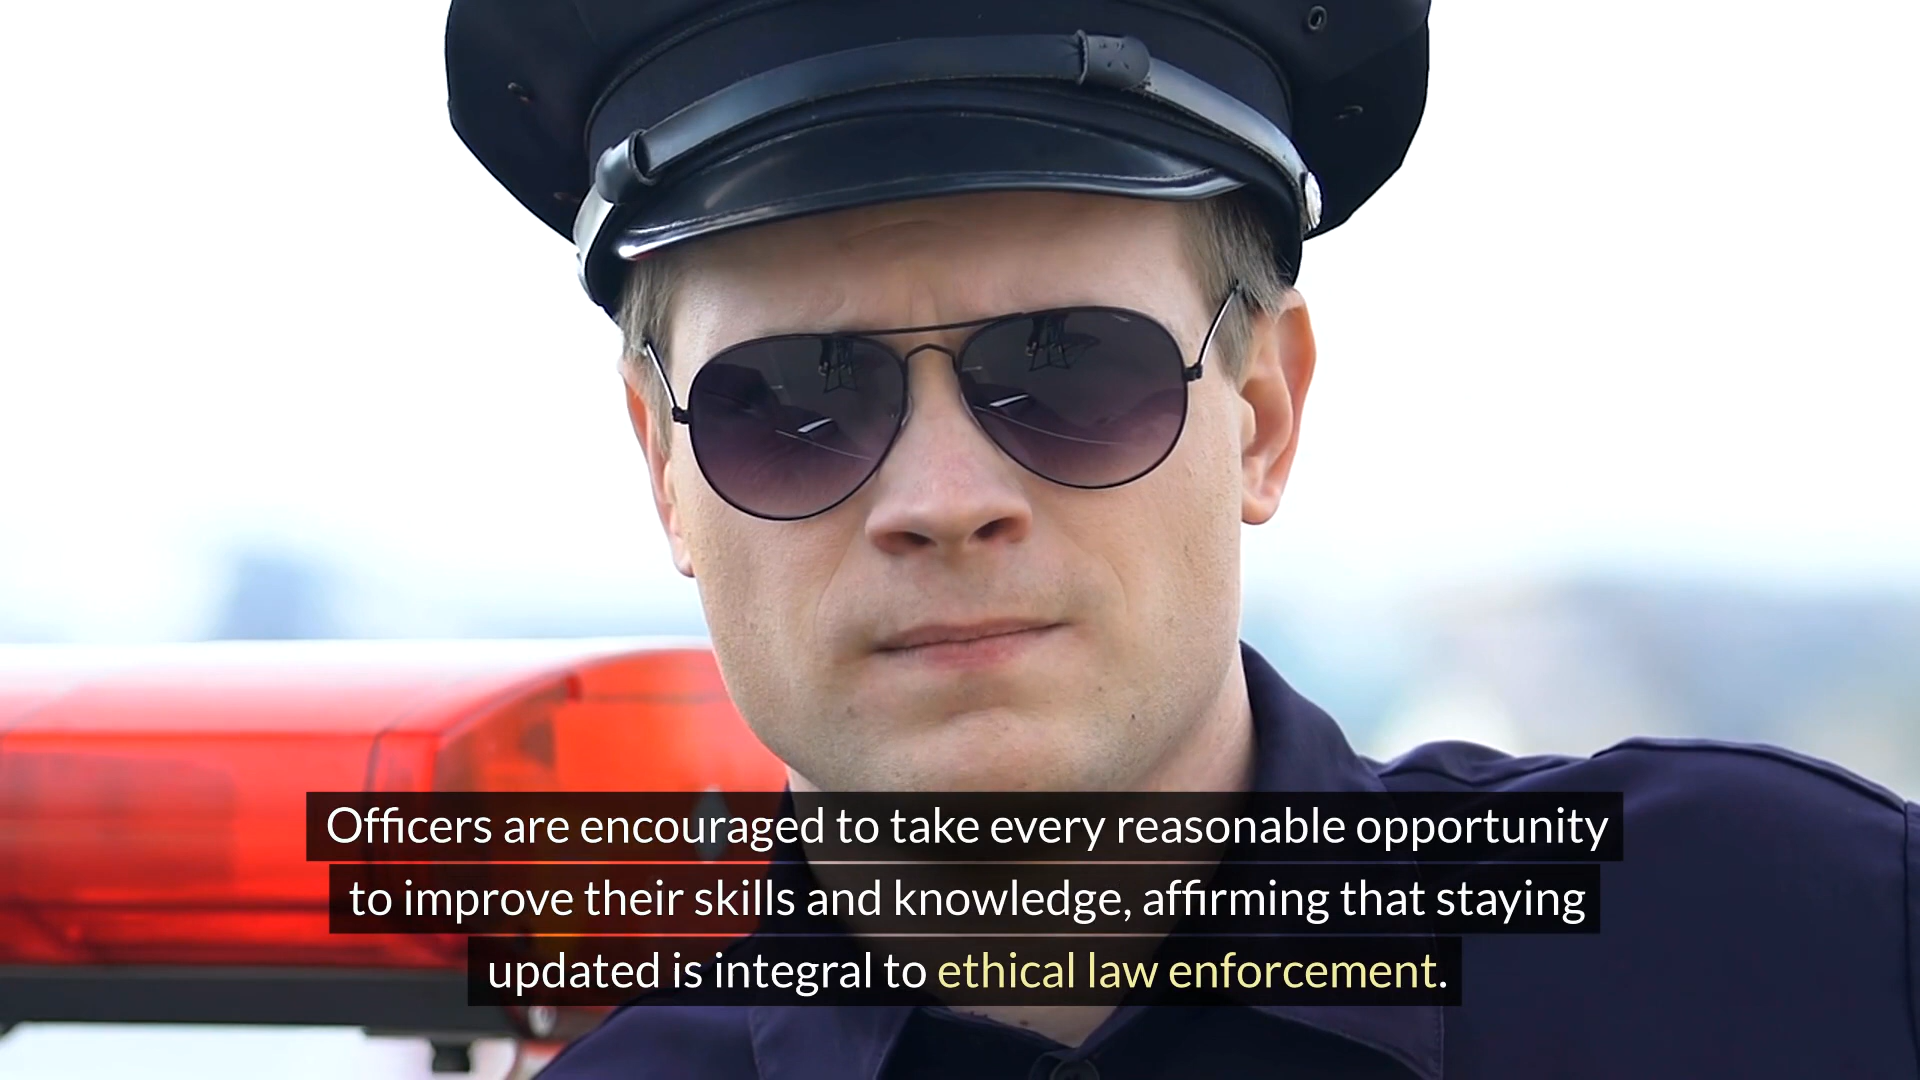 Officers are encouraged to take every reasonable opportunity
to improve their skills and knowledge, affirming that staying
updated is integral to ethical law enforcement.